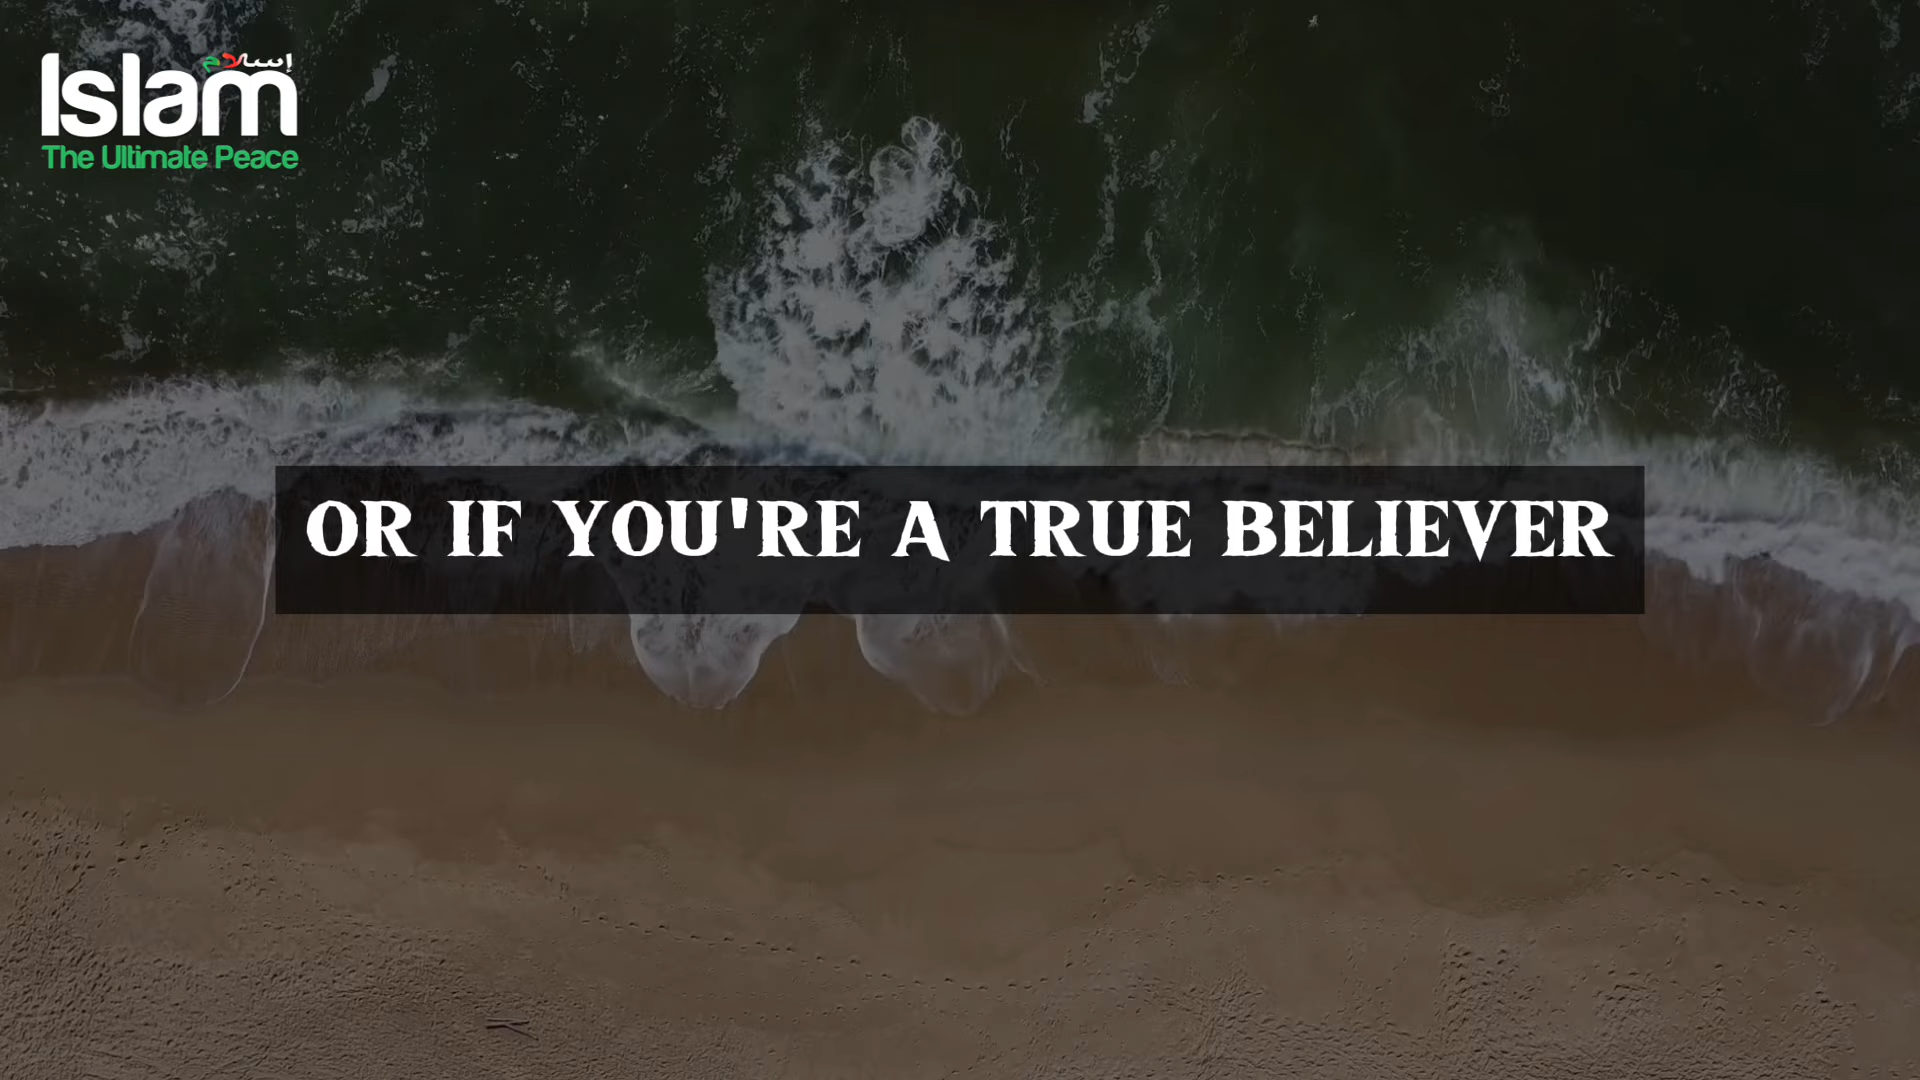 إسلام
Islam
The Ultimate Peace
OR IF YOU'RE A TRUE BELIEVER